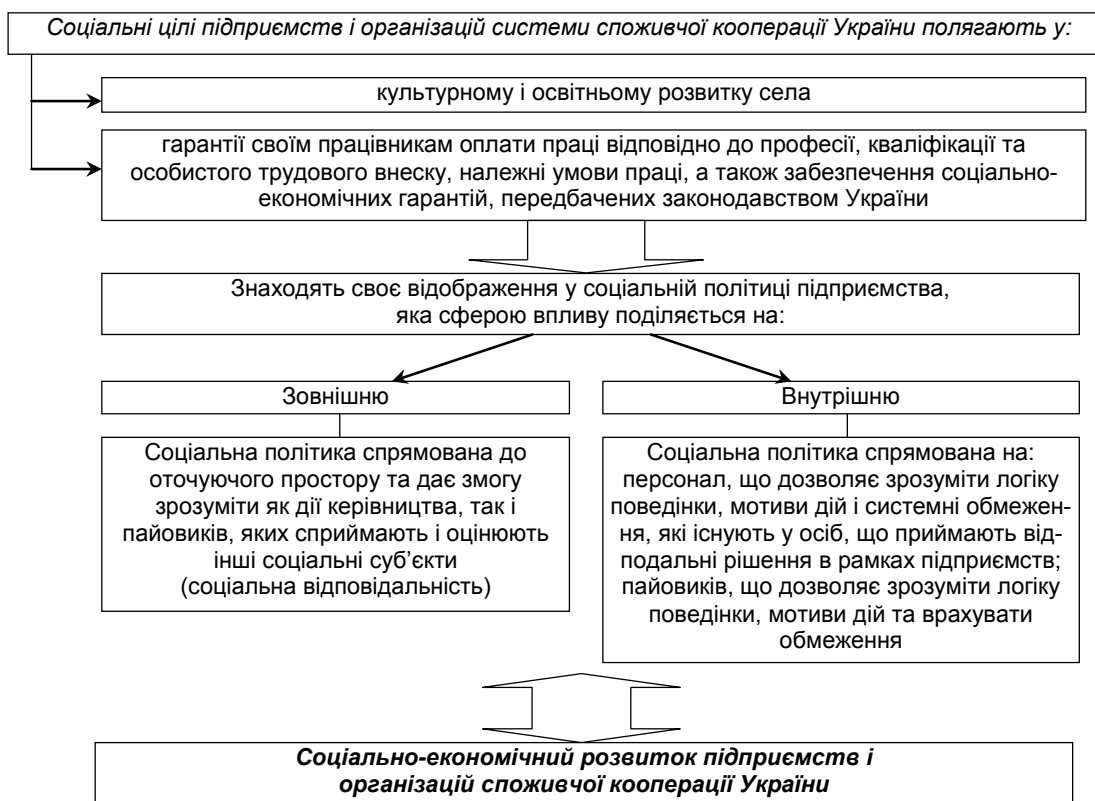 Соціальні цілі підприємств і організацій системи споживчої кооперації України полягають у:
культурному і освітньому розвитку села
гарантії своїм працівникам оплати праці відповідно до професії, кваліфікації та
особистого трудового внеску, належні умови праці, а також забезпечення соціально-
економічних гарантій, передбачених законодавством України
Знаходять своє відображення у соціальній політиці підприємства,
яка сферою впливу поділяється на:
Зовнішню
Соціальна політика спрямована до
оточуючого простору та дає змогу
зрозуміти як дії керівництва, так і
пайовиків, яких сприймають і оцінюють
інші соціальні суб’єкти
(соціальна відповідальність)
Внутрішню
Соціальна політика спрямована на:
персонал, що дозволяє зрозуміти логіку
поведінки, мотиви дій і системні обмежен-
ня, які існують у осіб, що приймають від-
подальні рішення в рамках підприємств;
пайовиків, що дозволяє зрозуміти логіку
поведінки, мотиви дій та врахувати
обмеження
Соціально-економічний розвиток підприємств і
організацій споживчої кооперації України